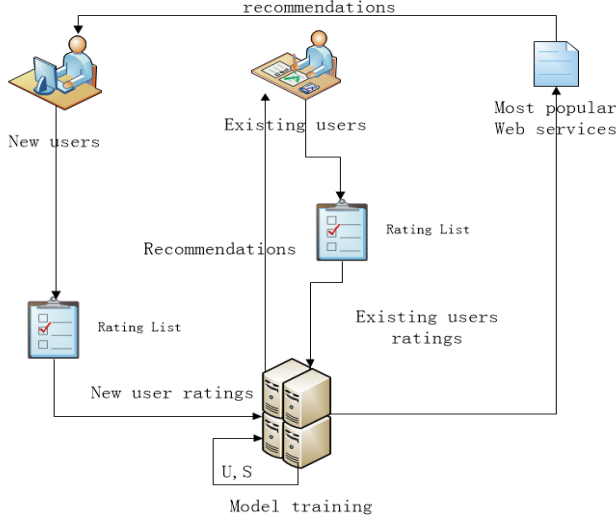 recommendations
New users
Existing users
Most popular
Web services
Rating List
Recommendations
Existing users
ratings
Rating List
New user ratings
U,S
Model training